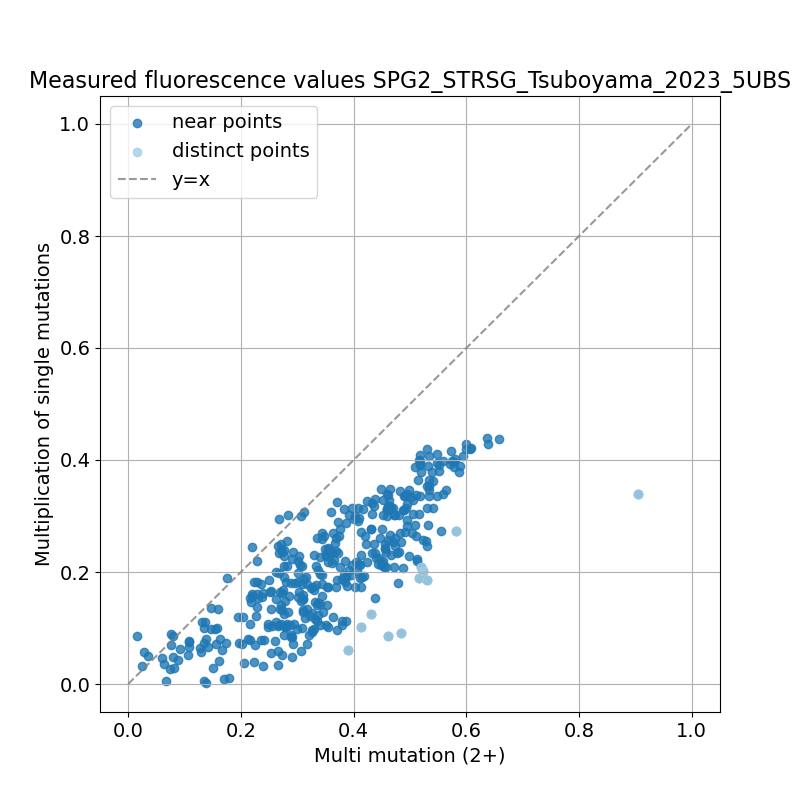 Measured fluorescence values SPG2_STRSG_Tsuboyama_2023_5UBS
near points
distinct points
y=x
1.0
0.8
0.6
0.4
0.2
0.0
Multiplication of single mutations
0.0 0.2 0.4 0.6 0.8 1.0
Multi mutation (2+)